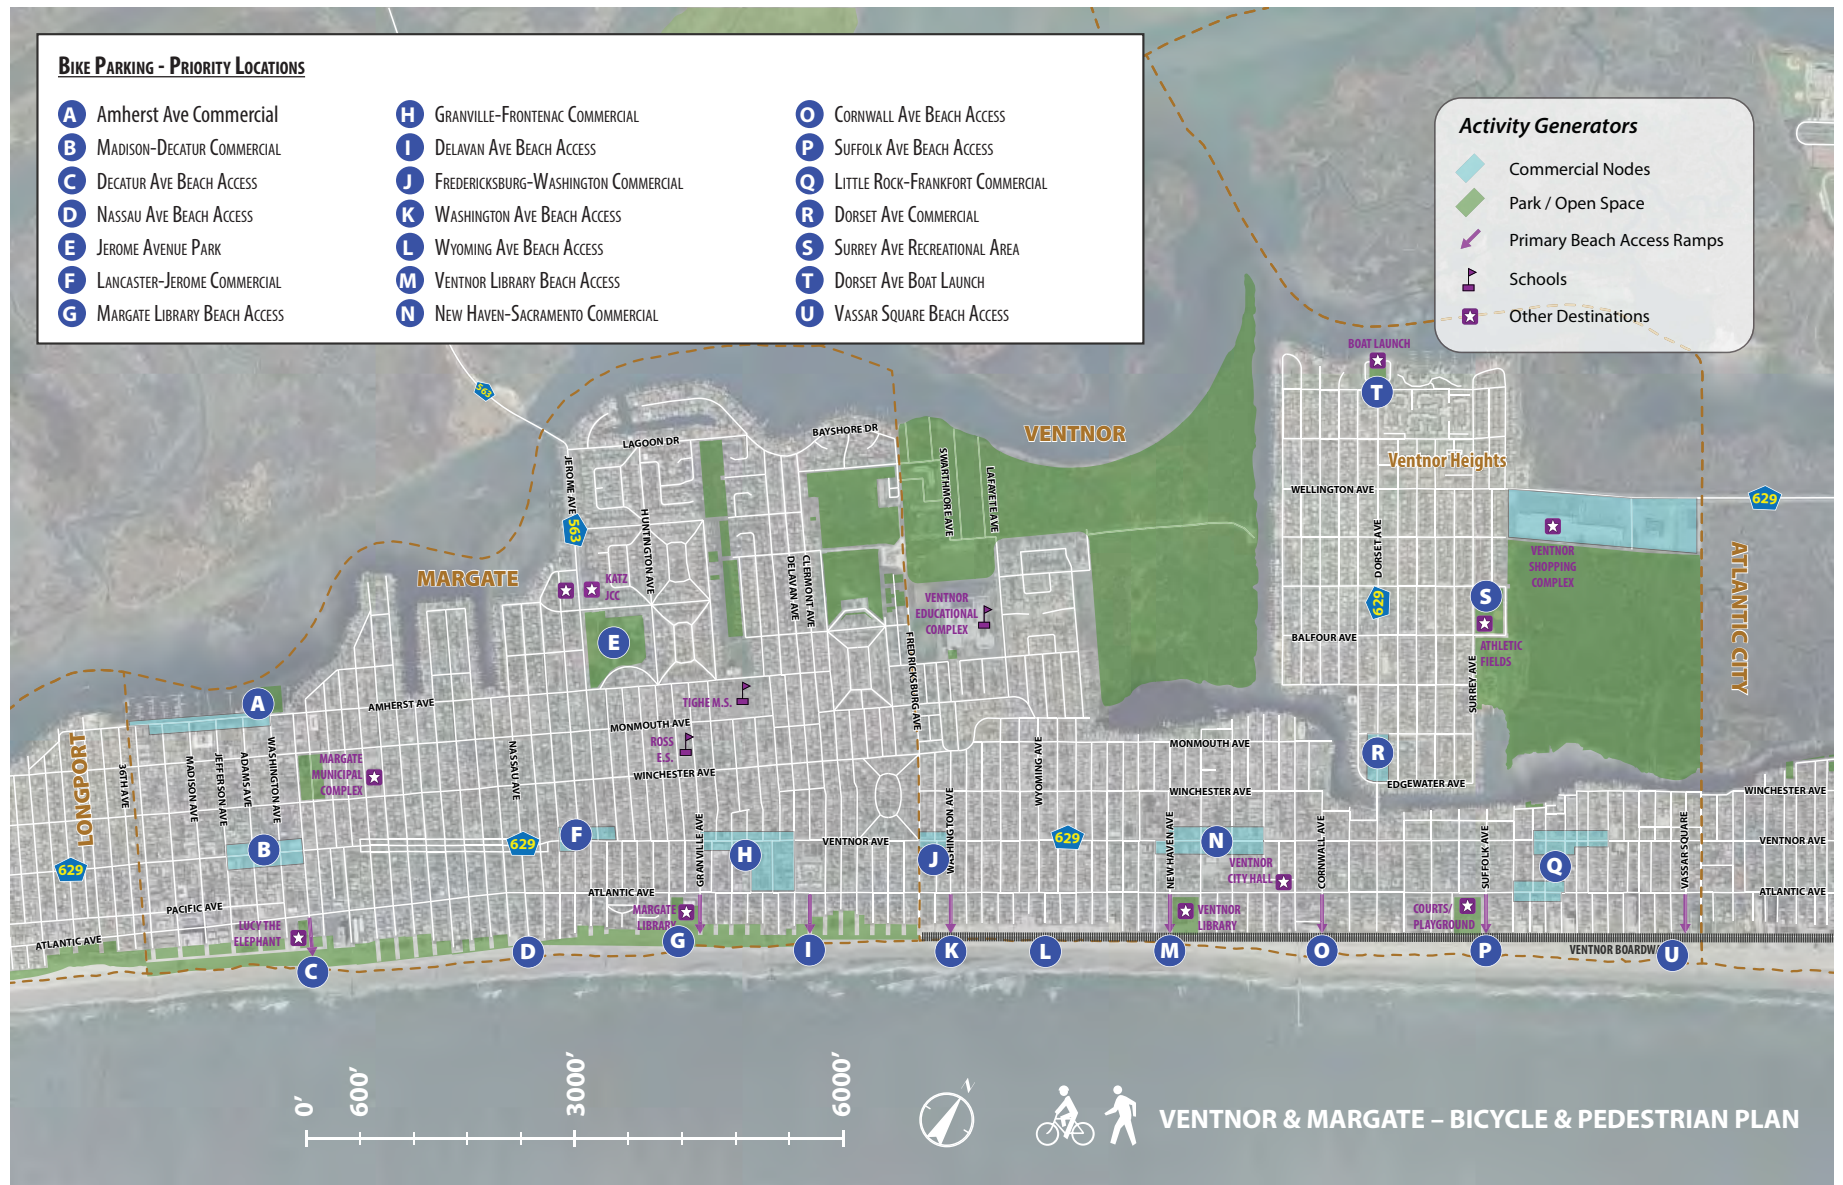 Bike Parking - Priority Locations
A Amherst Ave Commercial
B Madison-Decatur Commercial
C Decatur Ave Beach Access
D Nassau Ave Beach Access
E Jerome Avenue Park
F Lancaster-Jerome Commercial
G Margate Library Beach Access
H Granville-Frontenac Commercial
I Delavan Ave Beach Access
J Fredericksburg-Washington Commercial
K Washington Ave Beach Access
L Wyoming Ave Beach Access
M Ventnor Library Beach Access
N New Haven-Sacramento Commercial
O Cornwall Ave Beach Access
P Suffolk Ave Beach Access
Q Little Rock-Frankfort Commercial
R Dorset Ave Commercial
S Surrey Ave Recreational Area
T Dorset Ave Boat Launch
U Vassar Square Beach Access
Activity Generators
Commercial Nodes
Park / Open Space
Primary Beach Access Ramps
Schools
Other Destinations
BOAT LAUNCH
T
563
LAGOON DR
BAYSHORE DR
VENTNOR
Ventnor Heights
JEROME AVE
SWARTHMORE AVE
LAFAYETE AVE
WELLINGTON AVE
629
563
HUNTINGTON AVE
DORSET AVE
VENTNOR
SHOPPING
COMPLEX
ATLANTIC CITY
MARGATE
KATZ
JCC
DELAVAN AVE
CLERMONT AVE
VENTNOR
EDUCATIONAL
COMPLEX
629
S
E
BALFOUR AVE
ATHLETIC
FIELDS
FREDERICKSBURG AVE
SURREY AVE
A
AMHERST AVE
TIGHE M.S.
MONMOUTH AVE
ROSS
E.S.
WINCHESTER AVE
MONMOUTH AVE
R
EDGEWATER AVE
WINCHESTER AVE
WINCHESTER AVE
LONGPORT
36TH AVE
MADISON AVE
JEFFERSON AVE
ADAMS AVE
WASHINGTON AVE
MARGATE
MUNICIPAL
COMPLEX
NASSAU AVE
WYOMING AVE
629
B
629
F
GRANVILLE AVE
H
VENTNOR AVE
J
WASHINGTON AVE
629
NEW HAVEN AVE
N
VENTNOR
CITY HALL
CORNWALL AVE
SUFFOLK AVE
Q
VASSAR SQUARE
VENTNOR AVE
ATLANTIC AVE
ATLANTIC AVE
PACIFIC AVE
ATLANTIC AVE
LUCY THE
ELEPHANT
MARGATE
LIBRARY
VENTNOR
LIBRARY
COURTS/
PLAYGROUND
VENTNOR BOARDW
C
D
G
I
K
L
M
O
P
U
0'
600'
3000'
6000'
N
VENTNOR & MARGATE – BICYCLE & PEDESTRIAN PLAN